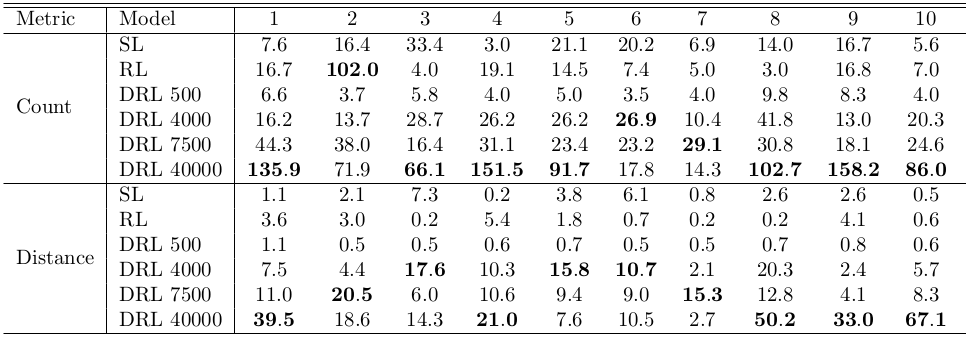 Metric Model 1 2 3 4 5 6 7 8 9 10
Count SL 7.6 16.4 33.4 3.0 21.1 20.2 6.9 14.0 16.7 5.6
RL 16.7 102.0 4.0 19.1 14.5 7.4 5.0 3.0 16.8 7.0
DRL 500 6.6 3.7 5.8 4.0 5.0 3.5 4.0 9.8 8.3 4.0
DRL 4000 16.2 13.7 28.7 26.2 26.2 26.9 10.4 41.8 13.0 20.3
DRL 7500 44.3 38.0 16.4 31.1 23.4 23.2 29.1 30.8 18.1 24.6
DRL 40000 135.9 71.9 66.1 151.5 91.7 17.8 14.3 102.7 158.2 86.0
Distance SL 1.1 2.1 7.3 0.2 3.8 6.1 0.8 2.6 2.6 0.5
RL 3.6 3.0 0.2 5.4 1.8 0.7 0.2 0.2 4.1 0.6
DRL 500 1.1 0.5 0.5 0.6 0.7 0.5 0.5 0.7 0.8 0.6
DRL 4000 7.5 4.4 17.6 10.3 15.8 10.7 2.1 20.3 2.4 5.7
DRL 7500 11.0 20.5 6.0 10.6 9.4 9.0 15.3 12.8 4.1 8.3
DRL 40000 39.5 18.6 14.3 21.0 7.6 10.5 2.7 50.2 33.0 67.1